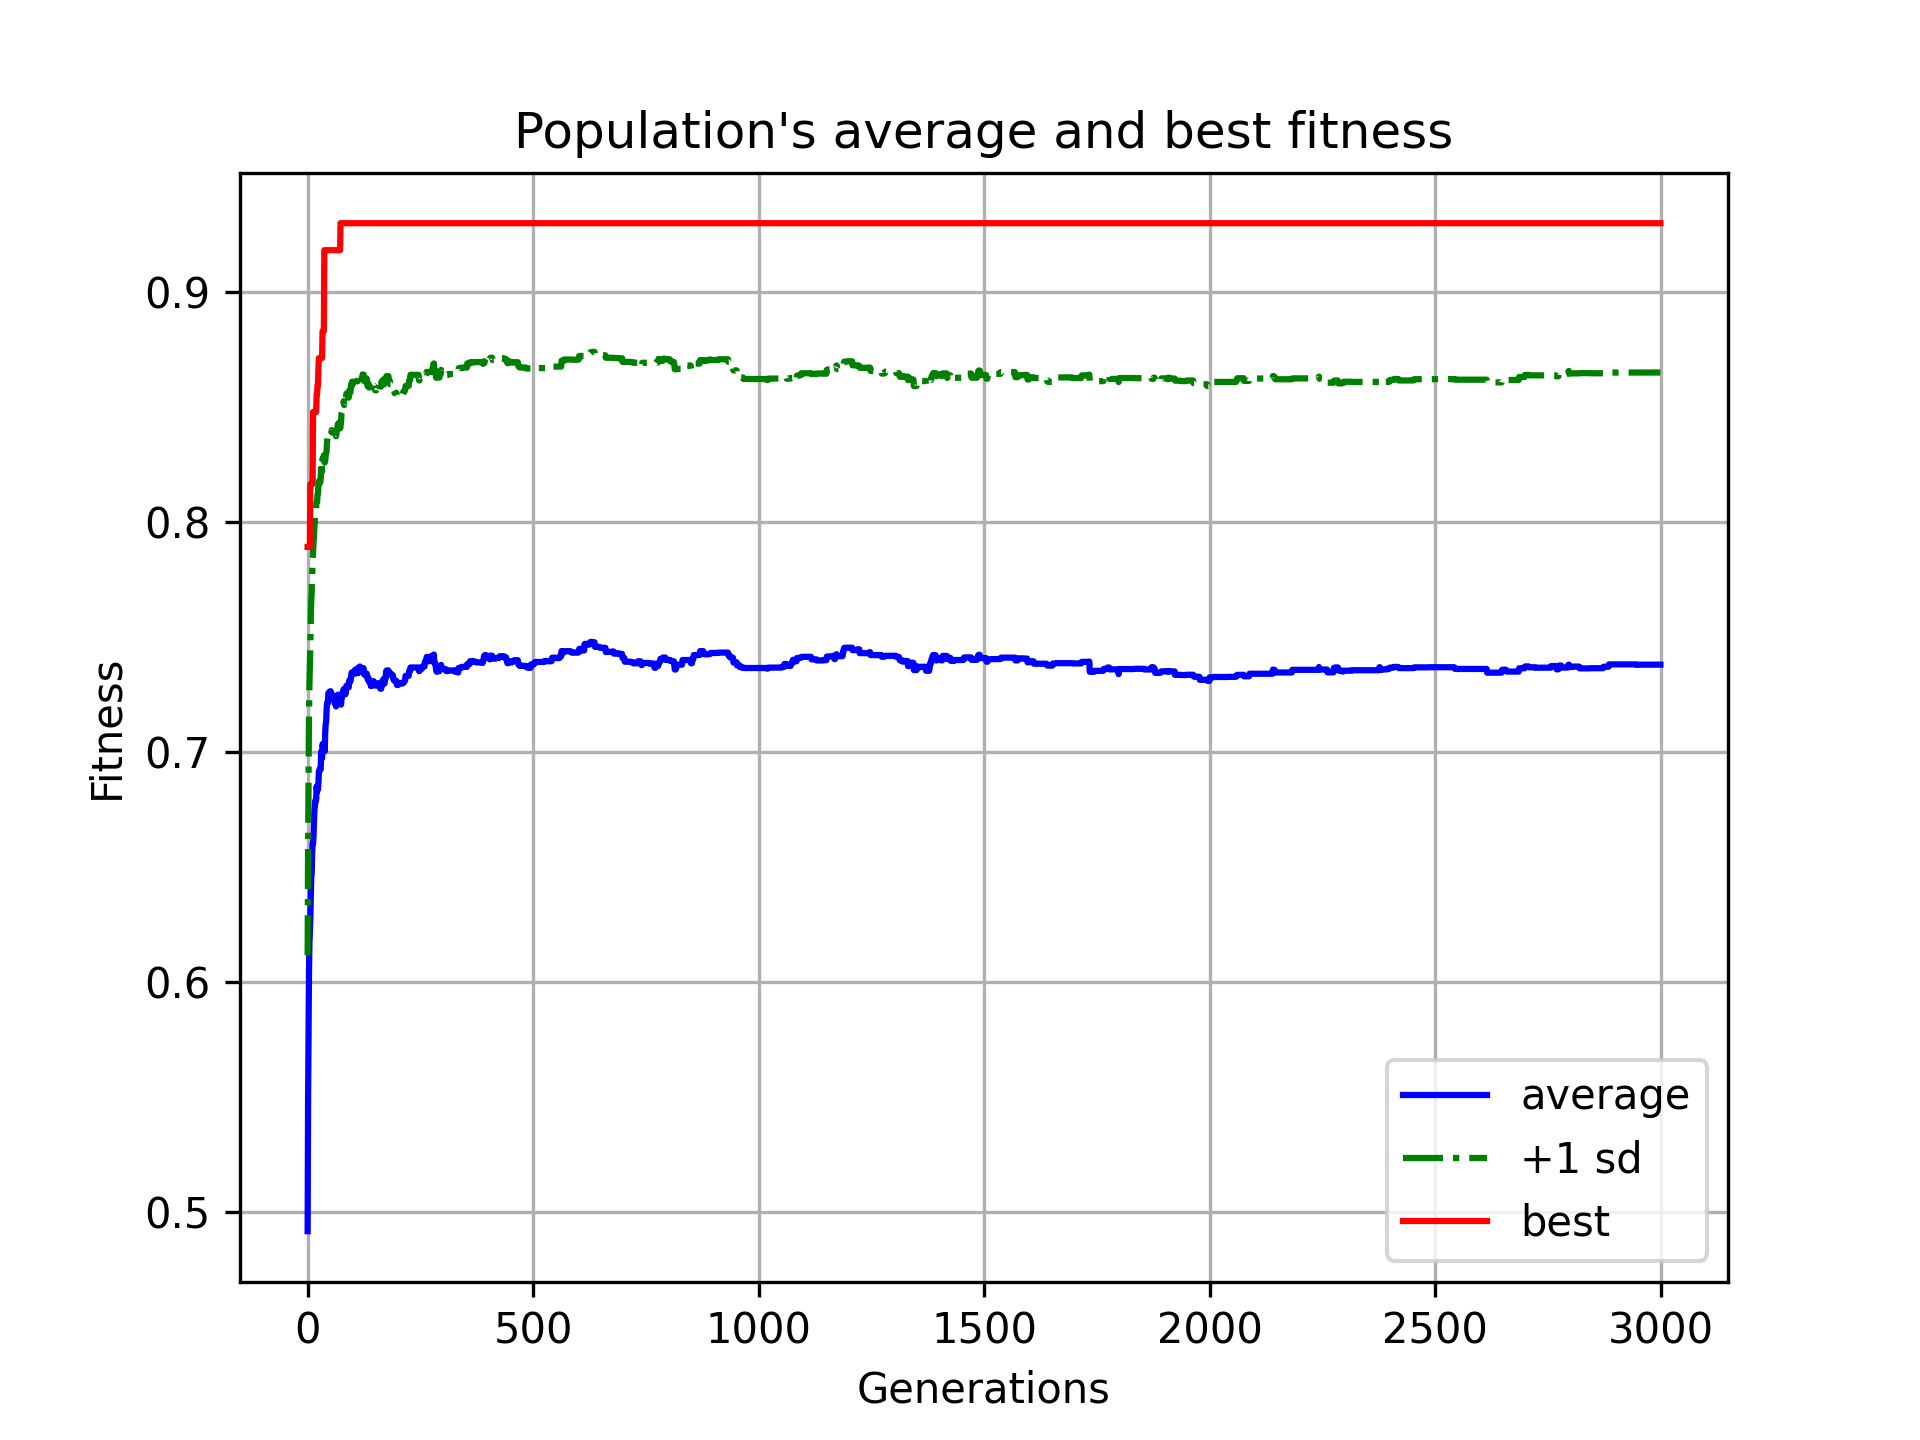 Population's average and best fitness
Fitness
0.9
0.8
0.7
0.6
0.5
average
+1 sd
best
0 500 1000 1500 2000 2500 3000
Generations